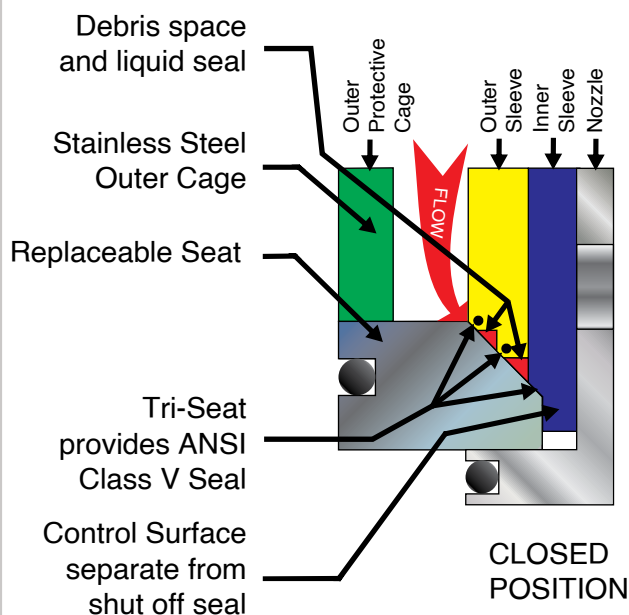 Debris space
and liquid seal
Outer
Protective
Cage
Outer
Sleeve
Inner
Sleeve
Nozzle
Stainless Steel
Outer Cage
FLOW
Replaceable Seat
Tri-Seat
provides ANSI
Class V Seal
Control Surface
separate from
shut off seal
CLOSED
POSITION